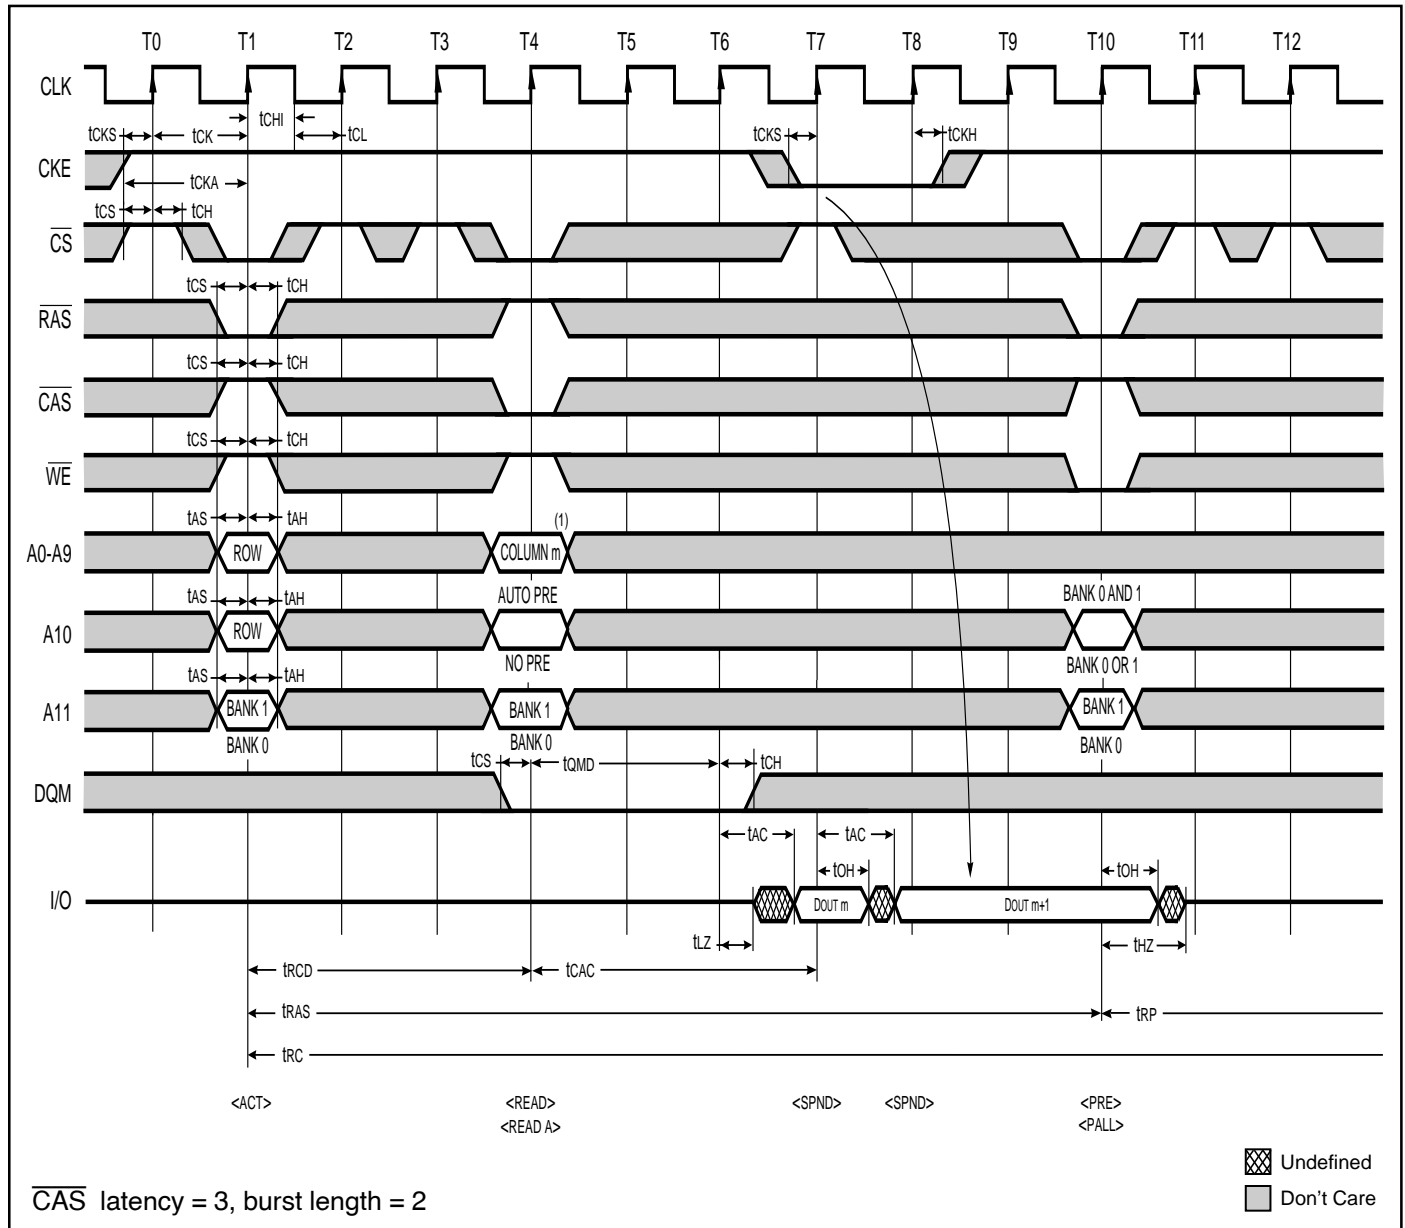 T0 T1 T2 T3 T4 T5 T6 T7 T8 T9 T10 T11 T12
CLK
tCHI
tCKS tCK tCL tCKS tCKH
CKE
tCKA
tCS tCH
CS
tCS tCH
RAS
tCS tCH
CAS
tCS tCH
WE
tAS tAH (1)
A0-A9 ROW COLUMN m
tAS tAH AUTO PRE BANK 0 AND 1
A10 ROW
NO PRE BANK 0 OR 1
tAS tAH
A11 BANK 1 BANK 1 BANK 1
BANK 0 BANK 0 BANK 0
tCS tQMD tCH
DQM
tAC tAC
tOH tOH
I/O DOUT m DOUT m+1
tLZ tHZ
tRCD tCAC
tRAS tRP
tRC
<ACT> <READ> <SPND> <SPND> <PRE>
<READ A> <PALL>
Undefined
CAS latency = 3, burst length = 2
Don't Care